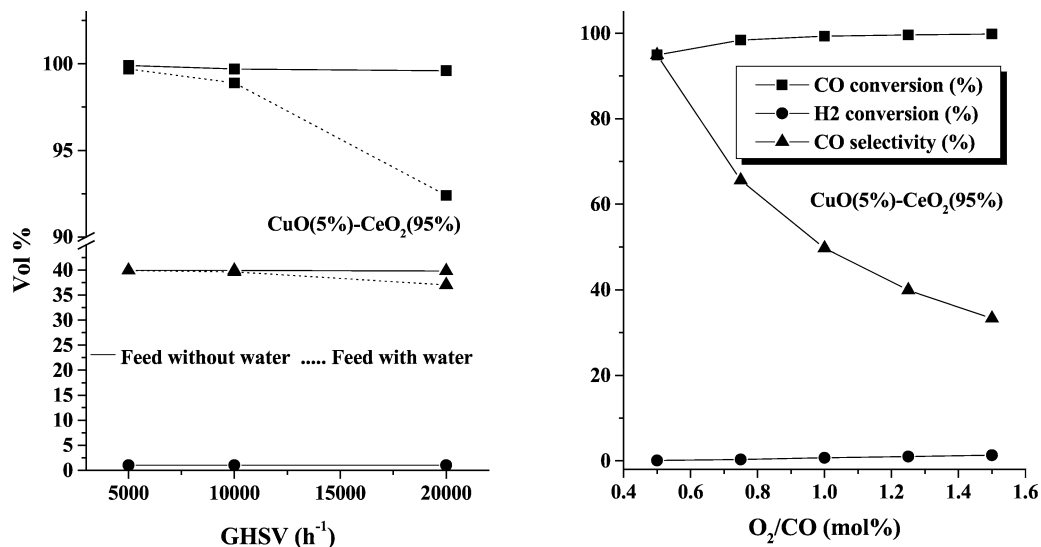 100
95
90
40
35
30
25
20
15
10
5
0
Vol %
CuO(5%)-CeO₂(95%)
Feed without water ..... Feed with water
5000 10000 15000 20000
GHSV (h⁻¹)
100
80
60
40
20
0
CO conversion (%)
H2 conversion (%)
CO selectivity (%)
CuO(5%)-CeO₂(95%)
0.4 0.6 0.8 1.0 1.2 1.4 1.6
O₂/CO (mol%)